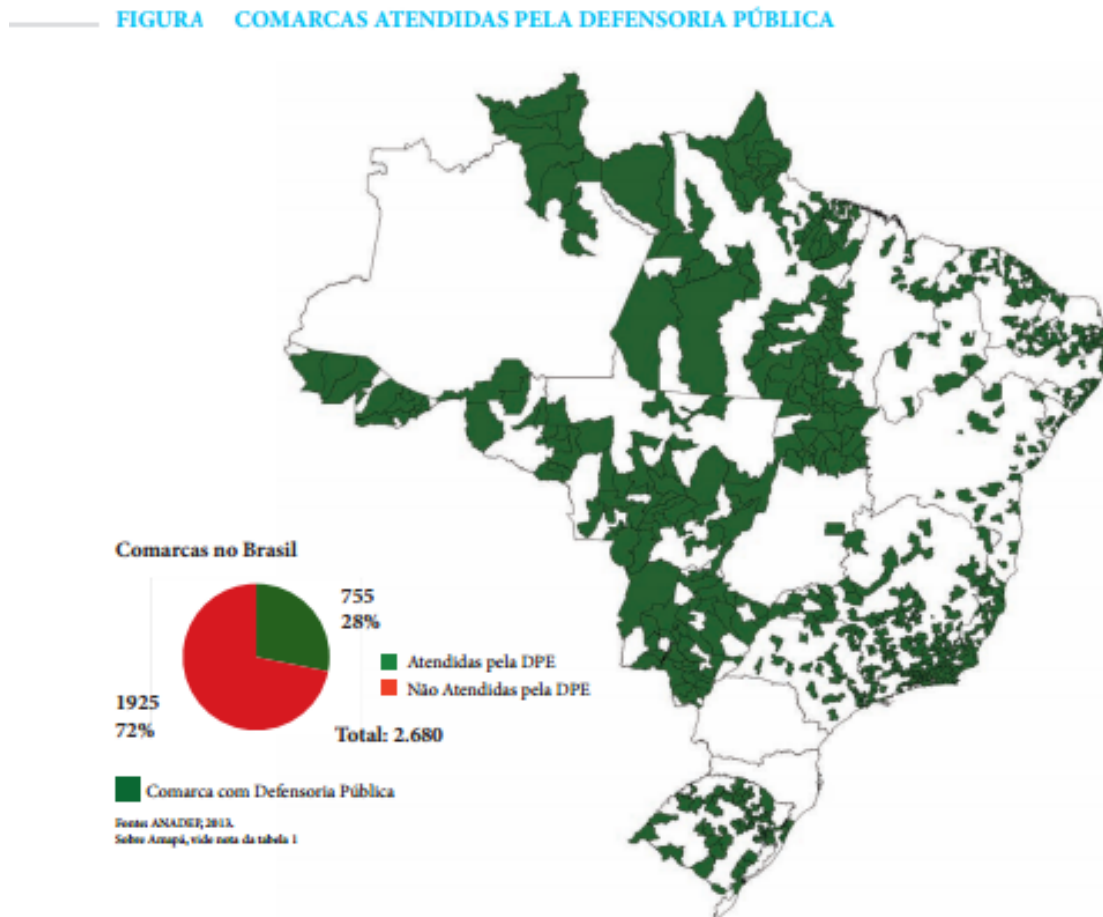 FIGURA COMARCAS ATENDIDAS PELA DEFENSORIA PÚBLICA
Comarcas no Brasil
755
28%
Atendidas pela DPE
Não Atendidas pela DPE
1925
72%
Total: 2.680
Comarca com Defensoria Pública
Fonte: ANADEP, 2013.
Sobre Amapá, vide nota da tabela 1